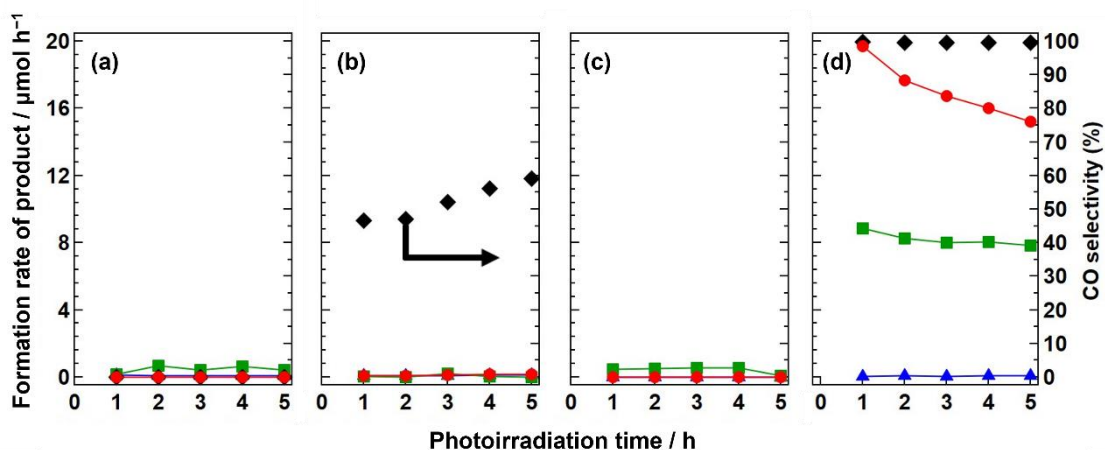 Formation rate of product / µmol h⁻¹
20
16
12
8
4
0
(a)
(b)
(c)
(d)
100
90
80
70
60
50
40
30
20
10
0
CO selectivity (%)
0 1 2 3 4 5 0 1 2 3 4 5 0 1 2 3 4 5 0 1 2 3 4 5
Photoirradiation time / h